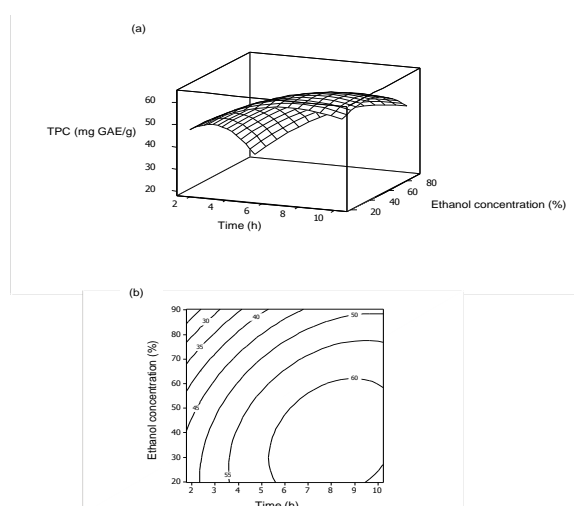 (a)
60
50
TPC (mg GAE/g)
40
30
20
2 4 6 8 10
Time (h)
20 40 60 80
Ethanol concentration (%)
(b)
90 80 70 60 50 40 30 20
Ethanol concentration (%)
30 40 50
35
60
45
55
2 3 4 5 6 7 8 9 10
Time (h)